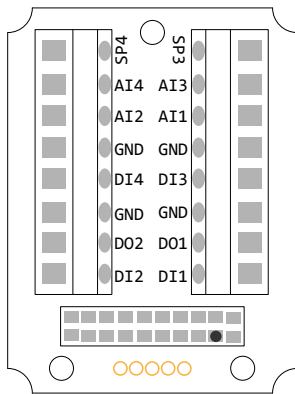 SP4 SP3
AI4 AI3
AI2 AI1
GND GND
DI4 DI3
GND GND
DO2 DO1
DI2 DI1